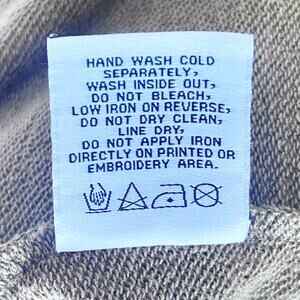 HAND WASH COLD
SEPARATELY,
WASH INSIDE OUT,
DO NOT BLEACH,
LOW IRON ON REVERSE,
DO NOT DRY CLEAN,
LINE DRY,
DO NOT APPLY IRON
DIRECTLY ON PRINTED OR
EMBROIDERY AREA.